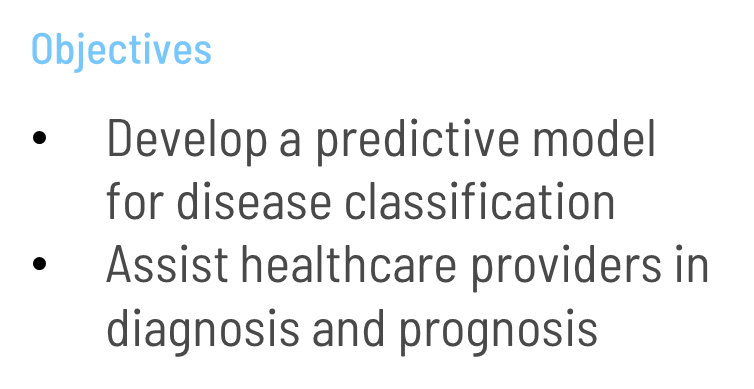 Objectives
• Develop a predictive model
for disease classification
• Assist healthcare providers in
diagnosis and prognosis